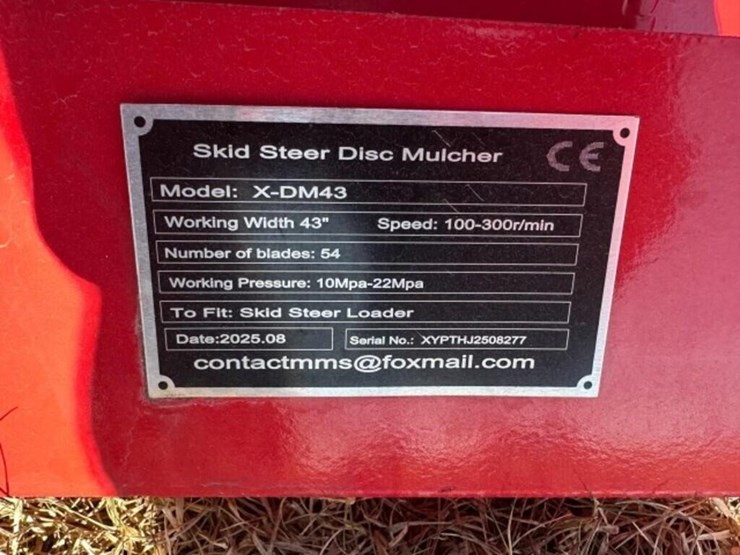 Skid Steer Disc Mulcher CE
Model: X-DM43
Working Width 43" Speed: 100-300r/min
Number of blades: 54
Working Pressure: 10Mpa-22Mpa
To Fit: Skid Steer Loader
Date:2025.08 Serial No.: XYPTHJ2508277
contactmms@foxmail.com